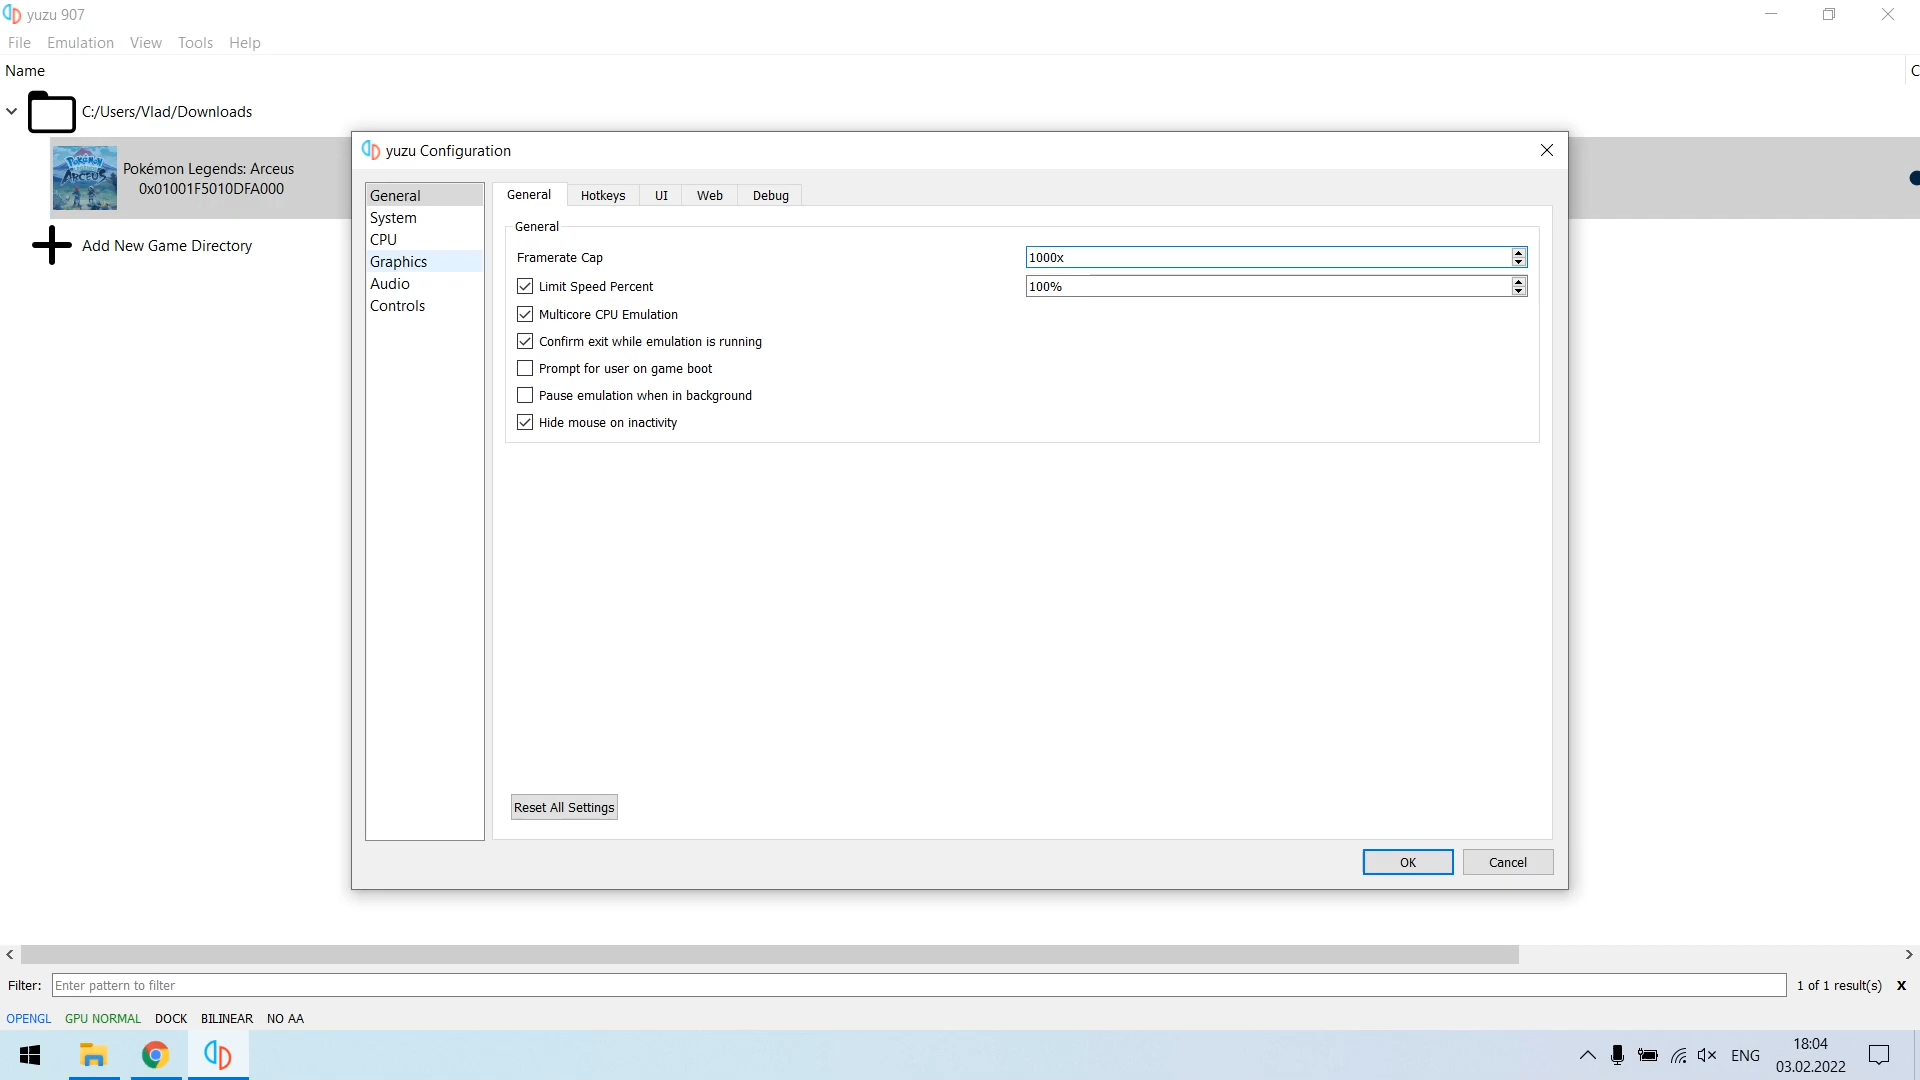 yuzu 907
File Emulation View Tools Help
Name
C
C:/Users/Vlad/Downloads
Pokémon LEGENDS ARCEUS
Pokémon Legends: Arceus
0x01001F5010DFA000
Add New Game Directory
yuzu Configuration
General
System
CPU
Graphics
Audio
Controls
General Hotkeys UI Web Debug
General
Framerate Cap 1000x
Limit Speed Percent 100%
Multicore CPU Emulation
Confirm exit while emulation is running
Prompt for user on game boot
Pause emulation when in background
Hide mouse on inactivity
Reset All Settings
OK Cancel
Filter: Enter pattern to filter 1 of 1 result(s) X
OPENGL GPU NORMAL DOCK BILINEAR NO AA
ENG
18:04
03.02.2022